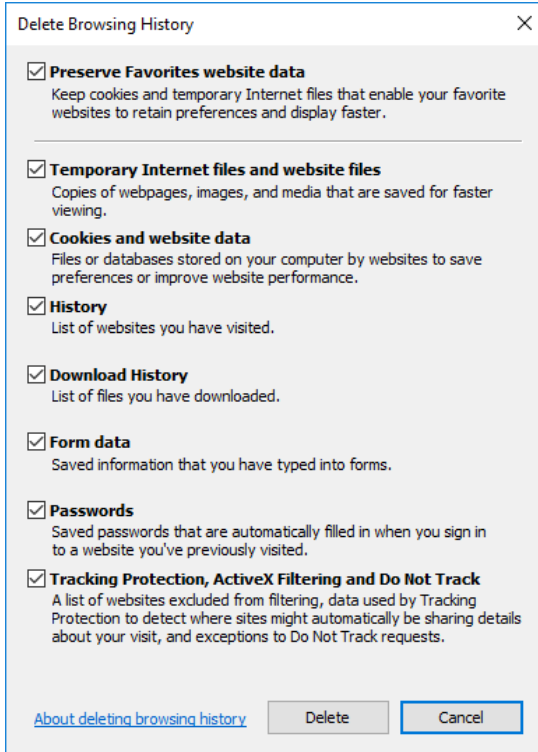 Delete Browsing History
Preserve Favorites website data
Keep cookies and temporary Internet files that enable your favorite
websites to retain preferences and display faster.
Temporary Internet files and website files
Copies of webpages, images, and media that are saved for faster
viewing.
Cookies and website data
Files or databases stored on your computer by websites to save
preferences or improve website performance.
History
List of websites you have visited.
Download History
List of files you have downloaded.
Form data
Saved information that you have typed into forms.
Passwords
Saved passwords that are automatically filled in when you sign in
to a website you've previously visited.
Tracking Protection, ActiveX Filtering and Do Not Track
A list of websites excluded from filtering, data used by Tracking
Protection to detect where sites might automatically be sharing details
about your visit, and exceptions to Do Not Track requests.
About deleting browsing history
Delete
Cancel